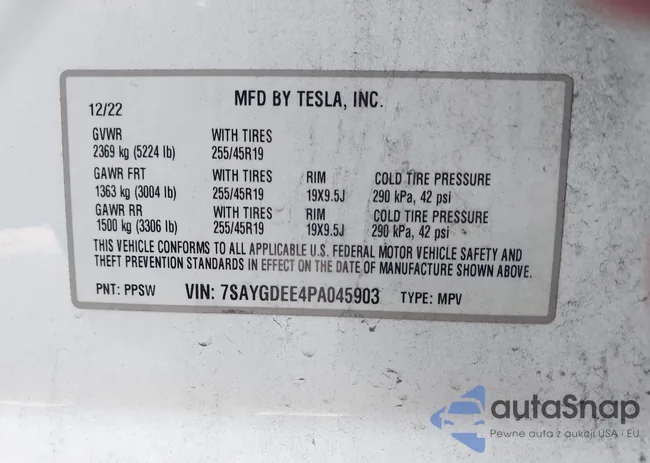 MFD BY TESLA, INC.
12/22
GVWR WITH TIRES
2369 kg (5224 lb) 255/45R19
GAWR FRT WITH TIRES RIM COLD TIRE PRESSURE
1363 kg (3004 lb) 255/45R19 19X9.5J 290 kPa, 42 psi
GAWR RR WITH TIRES RIM COLD TIRE PRESSURE
1500 kg (3306 lb) 255/45R19 19X9.5J 290 kPa, 42 psi
THIS VEHICLE CONFORMS TO ALL APPLICABLE U.S. FEDERAL MOTOR VEHICLE SAFETY AND
THEFT PREVENTION STANDARDS IN EFFECT ON THE DATE OF MANUFACTURE SHOWN ABOVE.
PNT: PPSW VIN: 7SAYGDEE4PA045903 TYPE: MPV
autaSnap
Pewne auta z aukcji USA i EU